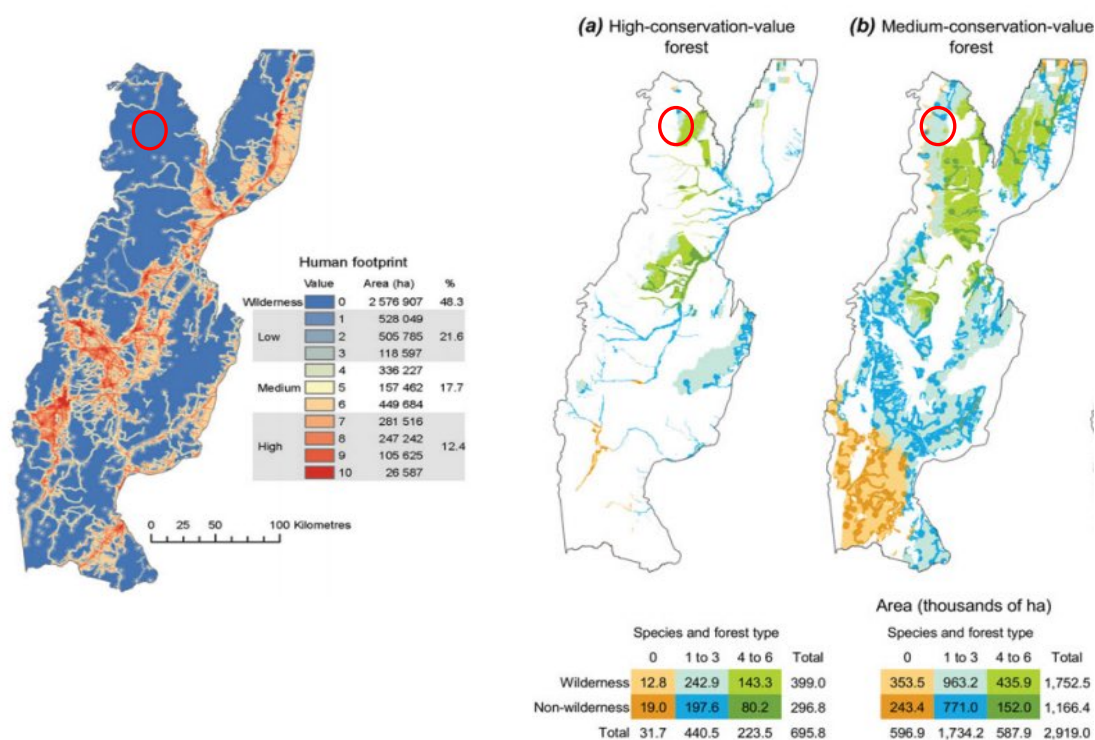 (a) High-conservation-value
forest
(b) Medium-conservation-value
forest
Human footprint
Value Area (ha) %
Wilderness 0 2 576 907 48.3
1 528 049
Low 2 505 785 21.6
3 118 597
4 336 227
Medium 5 157 462 17.7
6 449 684
7 281 516
High 8 247 242 12.4
9 105 625
10 26 587
0 25 50 100 Kilometres
Area (thousands of ha)
Species and forest type
0 1 to 3 4 to 6 Total
Wilderness 12.8 242.9 143.3 399.0
Non-wilderness 19.0 197.6 80.2 296.8
Total 31.7 440.5 223.5 695.8
Species and forest type
0 1 to 3 4 to 6 Total
353.5 963.2 435.9 1,752.5
243.4 771.0 152.0 1,166.4
596.9 1,734.2 587.9 2,919.0